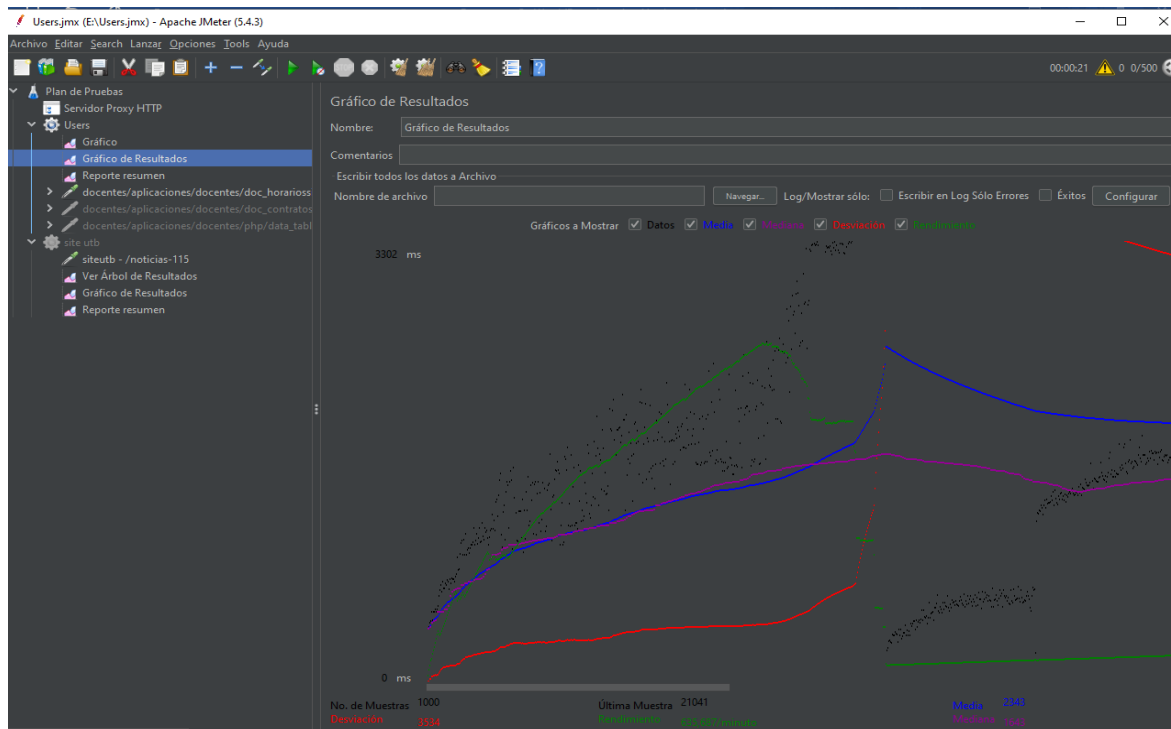 Users.jmx (E:\Users.jmx) - Apache JMeter (5.4.3)
Archivo Editar Search Lanzar Opciones Tools Ayuda
00:00:21 0 0/500
Plan de Pruebas
Servidor Proxy HTTP
Users
Gráfico
Gráfico de Resultados
Reporte resumen
docentes/aplicaciones/docentes/doc_horarioss
docentes/aplicaciones/docentes/doc_contratos
docentes/aplicaciones/docentes/php/data_tabl
site utb
siteutb - /noticias-115
Ver Árbol de Resultados
Gráfico de Resultados
Reporte resumen
Gráfico de Resultados
Nombre: Gráfico de Resultados
Comentarios
Escribir todos los datos a Archivo
Nombre de archivo Navegar... Log/Mostrar sólo: Escribir en Log Sólo Errores Éxitos Configurar
Gráficos a Mostrar Datos Media Mediana Desviación Rendimiento
3302 ms
0 ms
No. de Muestras 1000 Última Muestra 21041 Media 2343
Desviación 3534 Rendimiento Mediana